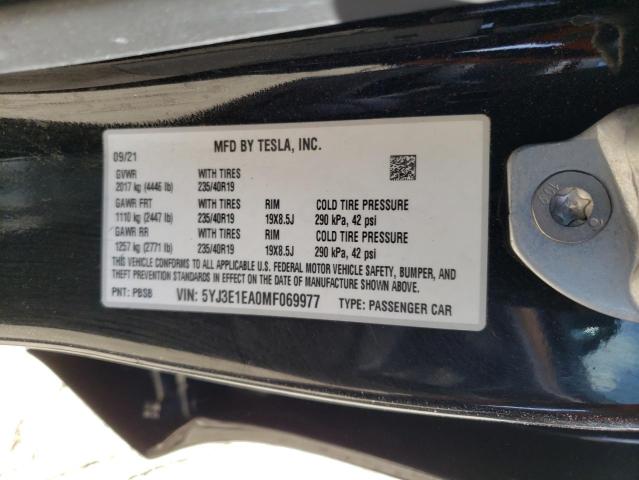 MFD BY TESLA, INC.
09/21
GVWR WITH TIRES
2017 kg (4446 lb) 235/40R19
GAWR FRT WITH TIRES RIM COLD TIRE PRESSURE
1110 kg (2447 lb) 235/40R19 19X8.5J 290 kPa, 42 psi
GAWR RR WITH TIRES RIM COLD TIRE PRESSURE
1257 kg (2771 lb) 235/40R19 19X8.5J 290 kPa, 42 psi
THIS VEHICLE CONFORMS TO ALL APPLICABLE U.S. FEDERAL MOTOR VEHICLE SAFETY, BUMPER,
AND THEFT PREVENTION STANDARDS IN EFFECT ON THE DATE OF MANUFACTURE SHOWN ABOVE.
PNT: PBSB VIN: 5YJ3E1EA0MF069977 TYPE: PASSENGER CAR